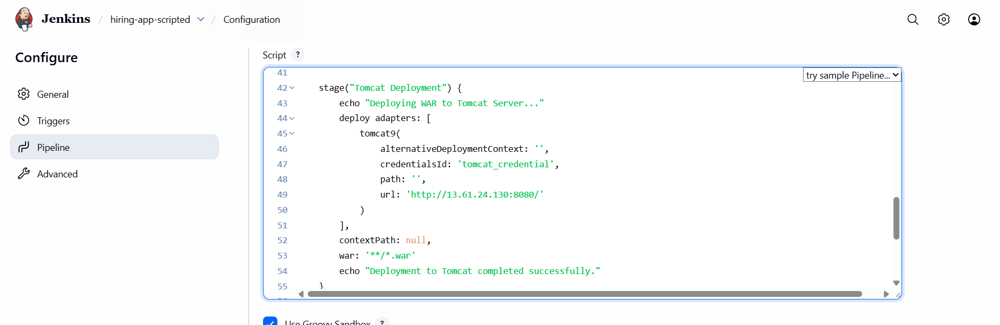 Jenkins / hiring-app-scripted / Configuration
Configure
General
Triggers
Pipeline
Advanced
Script ?
try sample Pipeline...
41
42 stage("Tomcat Deployment") {
43 echo "Deploying WAR to Tomcat Server..."
44 deploy adapters: [
45 tomcat9(
46 alternativeDeploymentContext: '',
47 credentialsId: 'tomcat_credential',
48 path: '',
49 url: 'http://13.61.24.130:8080/'
50 )
51 ],
52 contextPath: null,
53 war: '**/*.war'
54 echo "Deployment to Tomcat completed successfully."
55 }
Use Groovy Sandbox ?